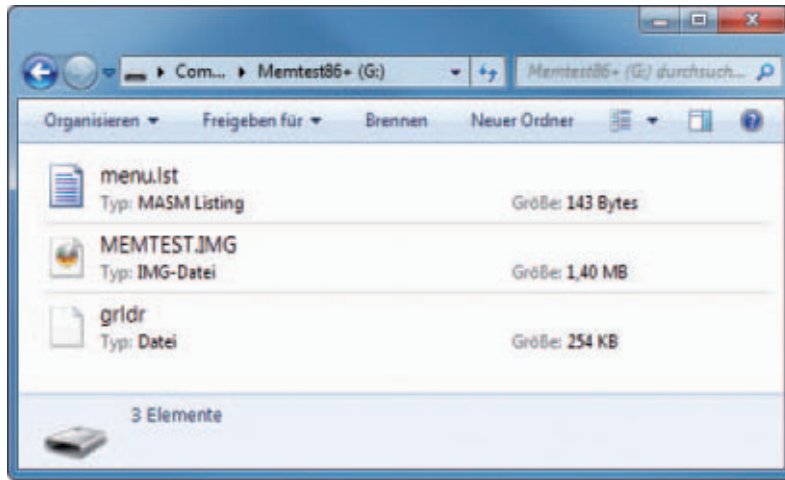 Com... Memtest86+ (G:) Memtest86+ (G:) durchsuch...
Organisieren Freigeben für Brennen Neuer Ordner
menu.lst
Typ: MASM Listing Größe: 143 Bytes
MEMTEST.IMG
Typ: IMG-Datei Größe: 1,40 MB
grldr
Typ: Datei Größe: 254 KB
3 Elemente